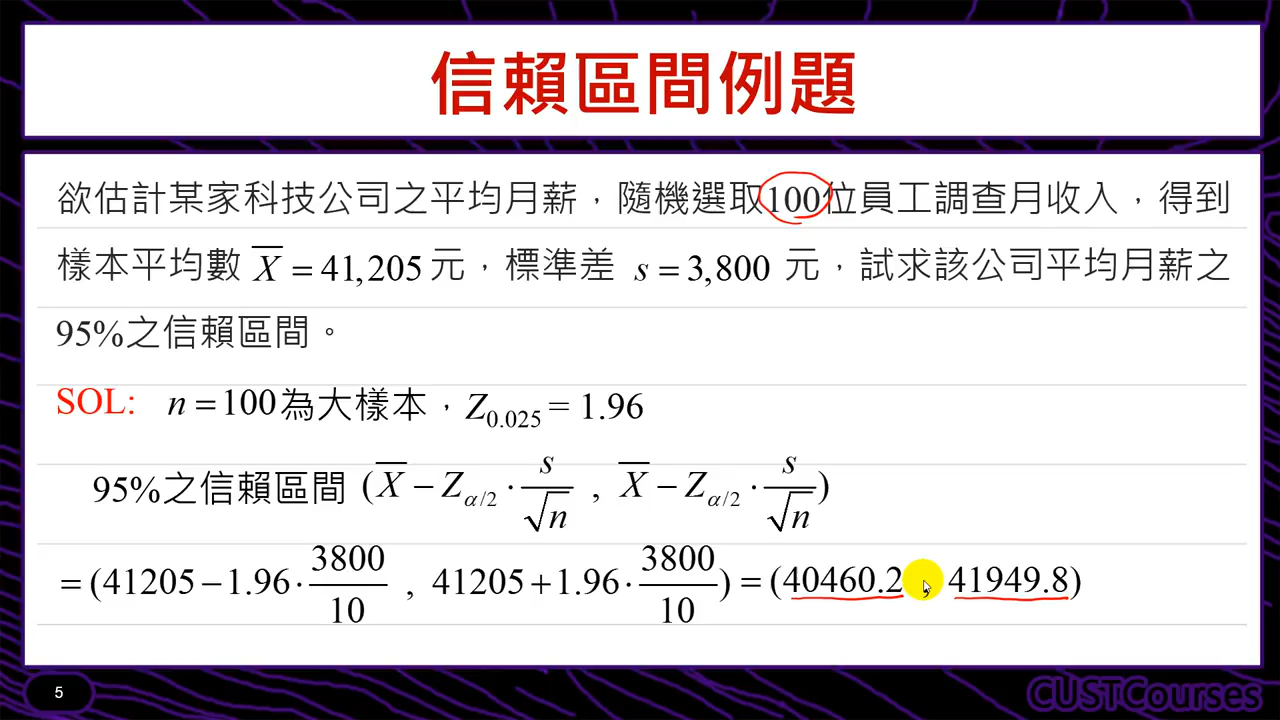 信賴區間例題
欲估計某家科技公司之平均月薪，隨機選取100位員工調查月收入，得到
樣本平均數 X̄ = 41,205 元，標準差 s = 3,800 元，試求該公司平均月薪之
95%之信賴區間。
SOL: n = 100為大樣本，Z₀.₀₂₅ = 1.96
95%之信賴區間 (X̄ − Z_α/2 · s/√n , X̄ − Z_α/2 · s/√n)
= (41205 − 1.96 · 3800/10 , 41205 + 1.96 · 3800/10) = (40460.2 , 41949.8)
5
CUSTCourses